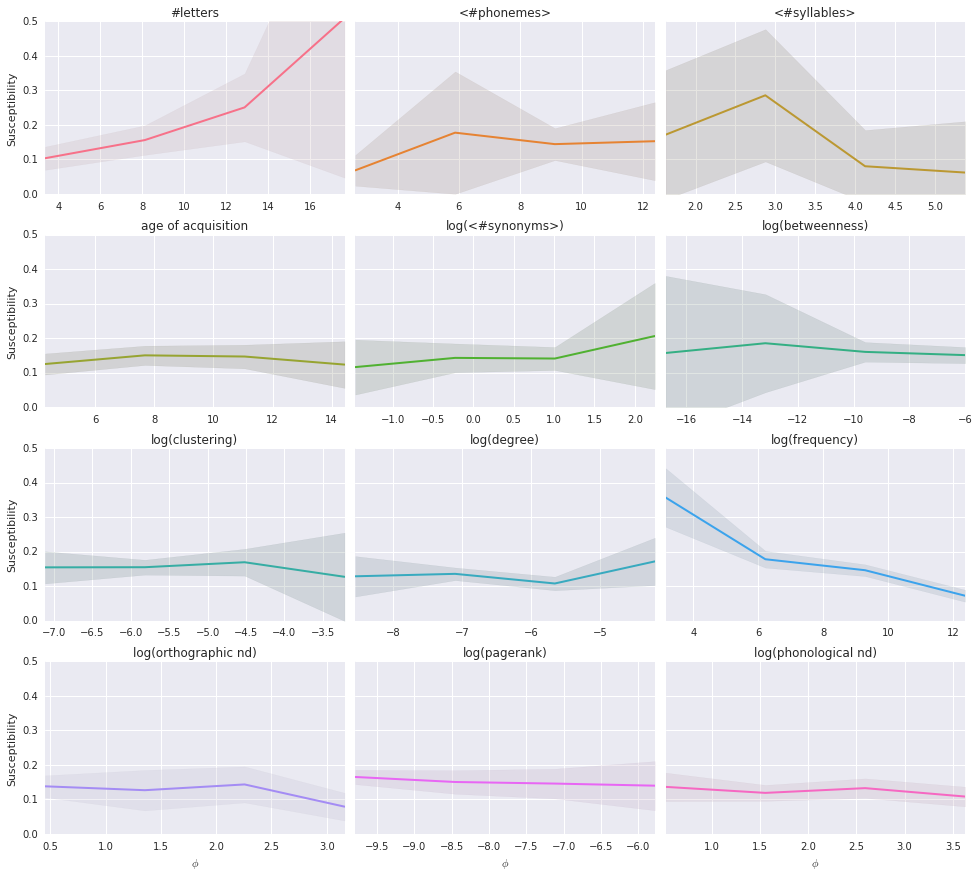 #letters <#phonemes> <#syllables>
Susceptibility
0.5
0.4
0.3
0.2
0.1
0.0
4 6 8 10 12 14 16 4 6 8 10 12 2.0 2.5 3.0 3.5 4.0 4.5 5.0
age of acquisition log(<#synonyms>) log(betweenness)
Susceptibility
0.5
0.4
0.3
0.2
0.1
0.0
6 8 10 12 14 −1.0 −0.5 0.0 0.5 1.0 1.5 2.0 −16 −14 −12 −10 −8 −6
log(clustering) log(degree) log(frequency)
Susceptibility
0.5
0.4
0.3
0.2
0.1
0.0
−7.0 −6.5 −6.0 −5.5 −5.0 −4.5 −4.0 −3.5 −8 −7 −6 −5 4 6 8 10 12
log(orthographic nd) log(pagerank) log(phonological nd)
Susceptibility
0.5
0.4
0.3
0.2
0.1
0.0
0.5 1.0 1.5 2.0 2.5 3.0 −9.5 −9.0 −8.5 −8.0 −7.5 −7.0 −6.5 −6.0 1.0 1.5 2.0 2.5 3.0 3.5
ϕ ϕ ϕ